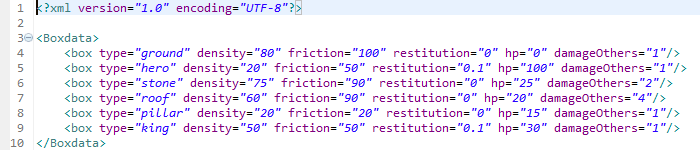 1 <?xml version="1.0" encoding="UTF-8"?>
2
3 <Boxdata>
4 <box type="ground" density="80" friction="100" restitution="0" hp="0" damageOthers="1"/>
5 <box type="hero" density="20" friction="50" restitution="0.1" hp="100" damageOthers="1"/>
6 <box type="stone" density="75" friction="90" restitution="0" hp="25" damageOthers="2"/>
7 <box type="roof" density="60" friction="90" restitution="0" hp="20" damageOthers="4"/>
8 <box type="pillar" density="20" friction="20" restitution="0" hp="15" damageOthers="1"/>
9 <box type="king" density="50" friction="50" restitution="0.1" hp="30" damageOthers="1"/>
10 </Boxdata>